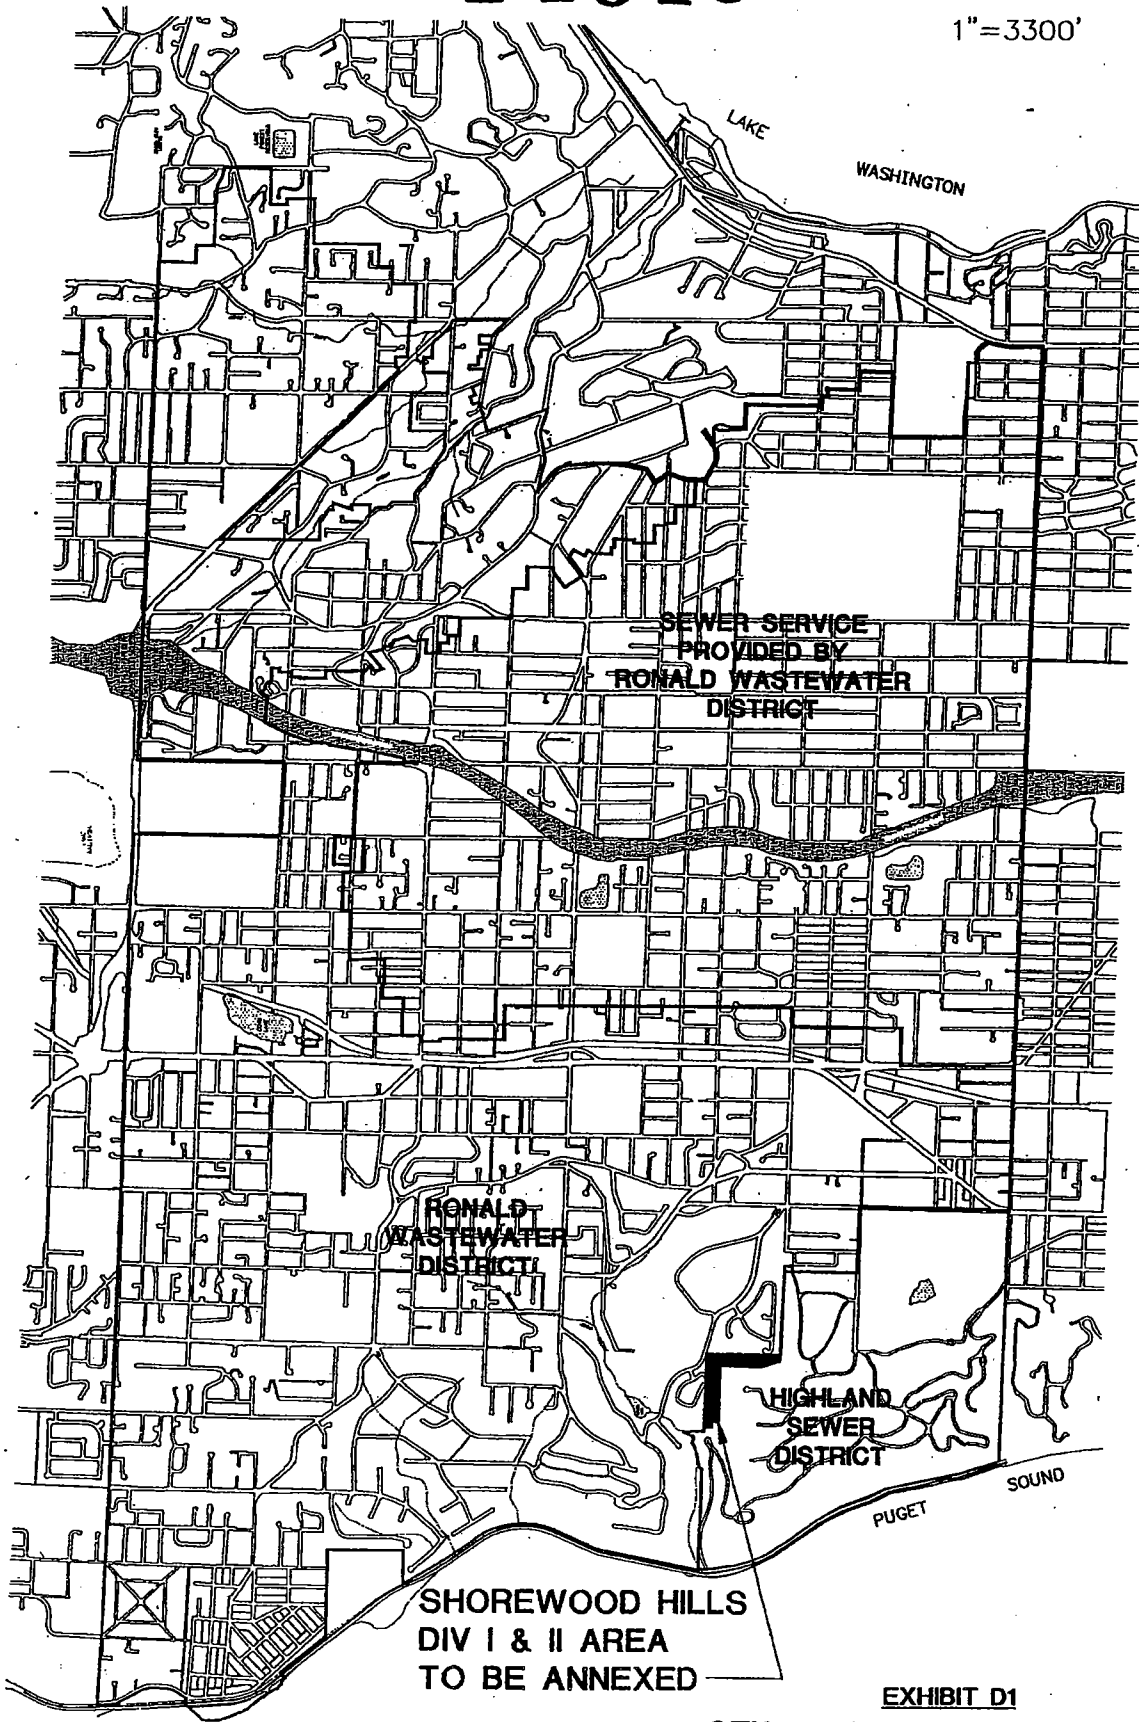 1"=3300'
LAKE
WASHINGTON
SEWER SERVICE
PROVIDED BY
RONALD WASTEWATER
DISTRICT
RONALD
WASTEWATER
DISTRICT
HIGHLAND
SEWER
DISTRICT
SOUND
PUGET
SHOREWOOD HILLS
DIV I & II AREA
TO BE ANNEXED
EXHIBIT D1